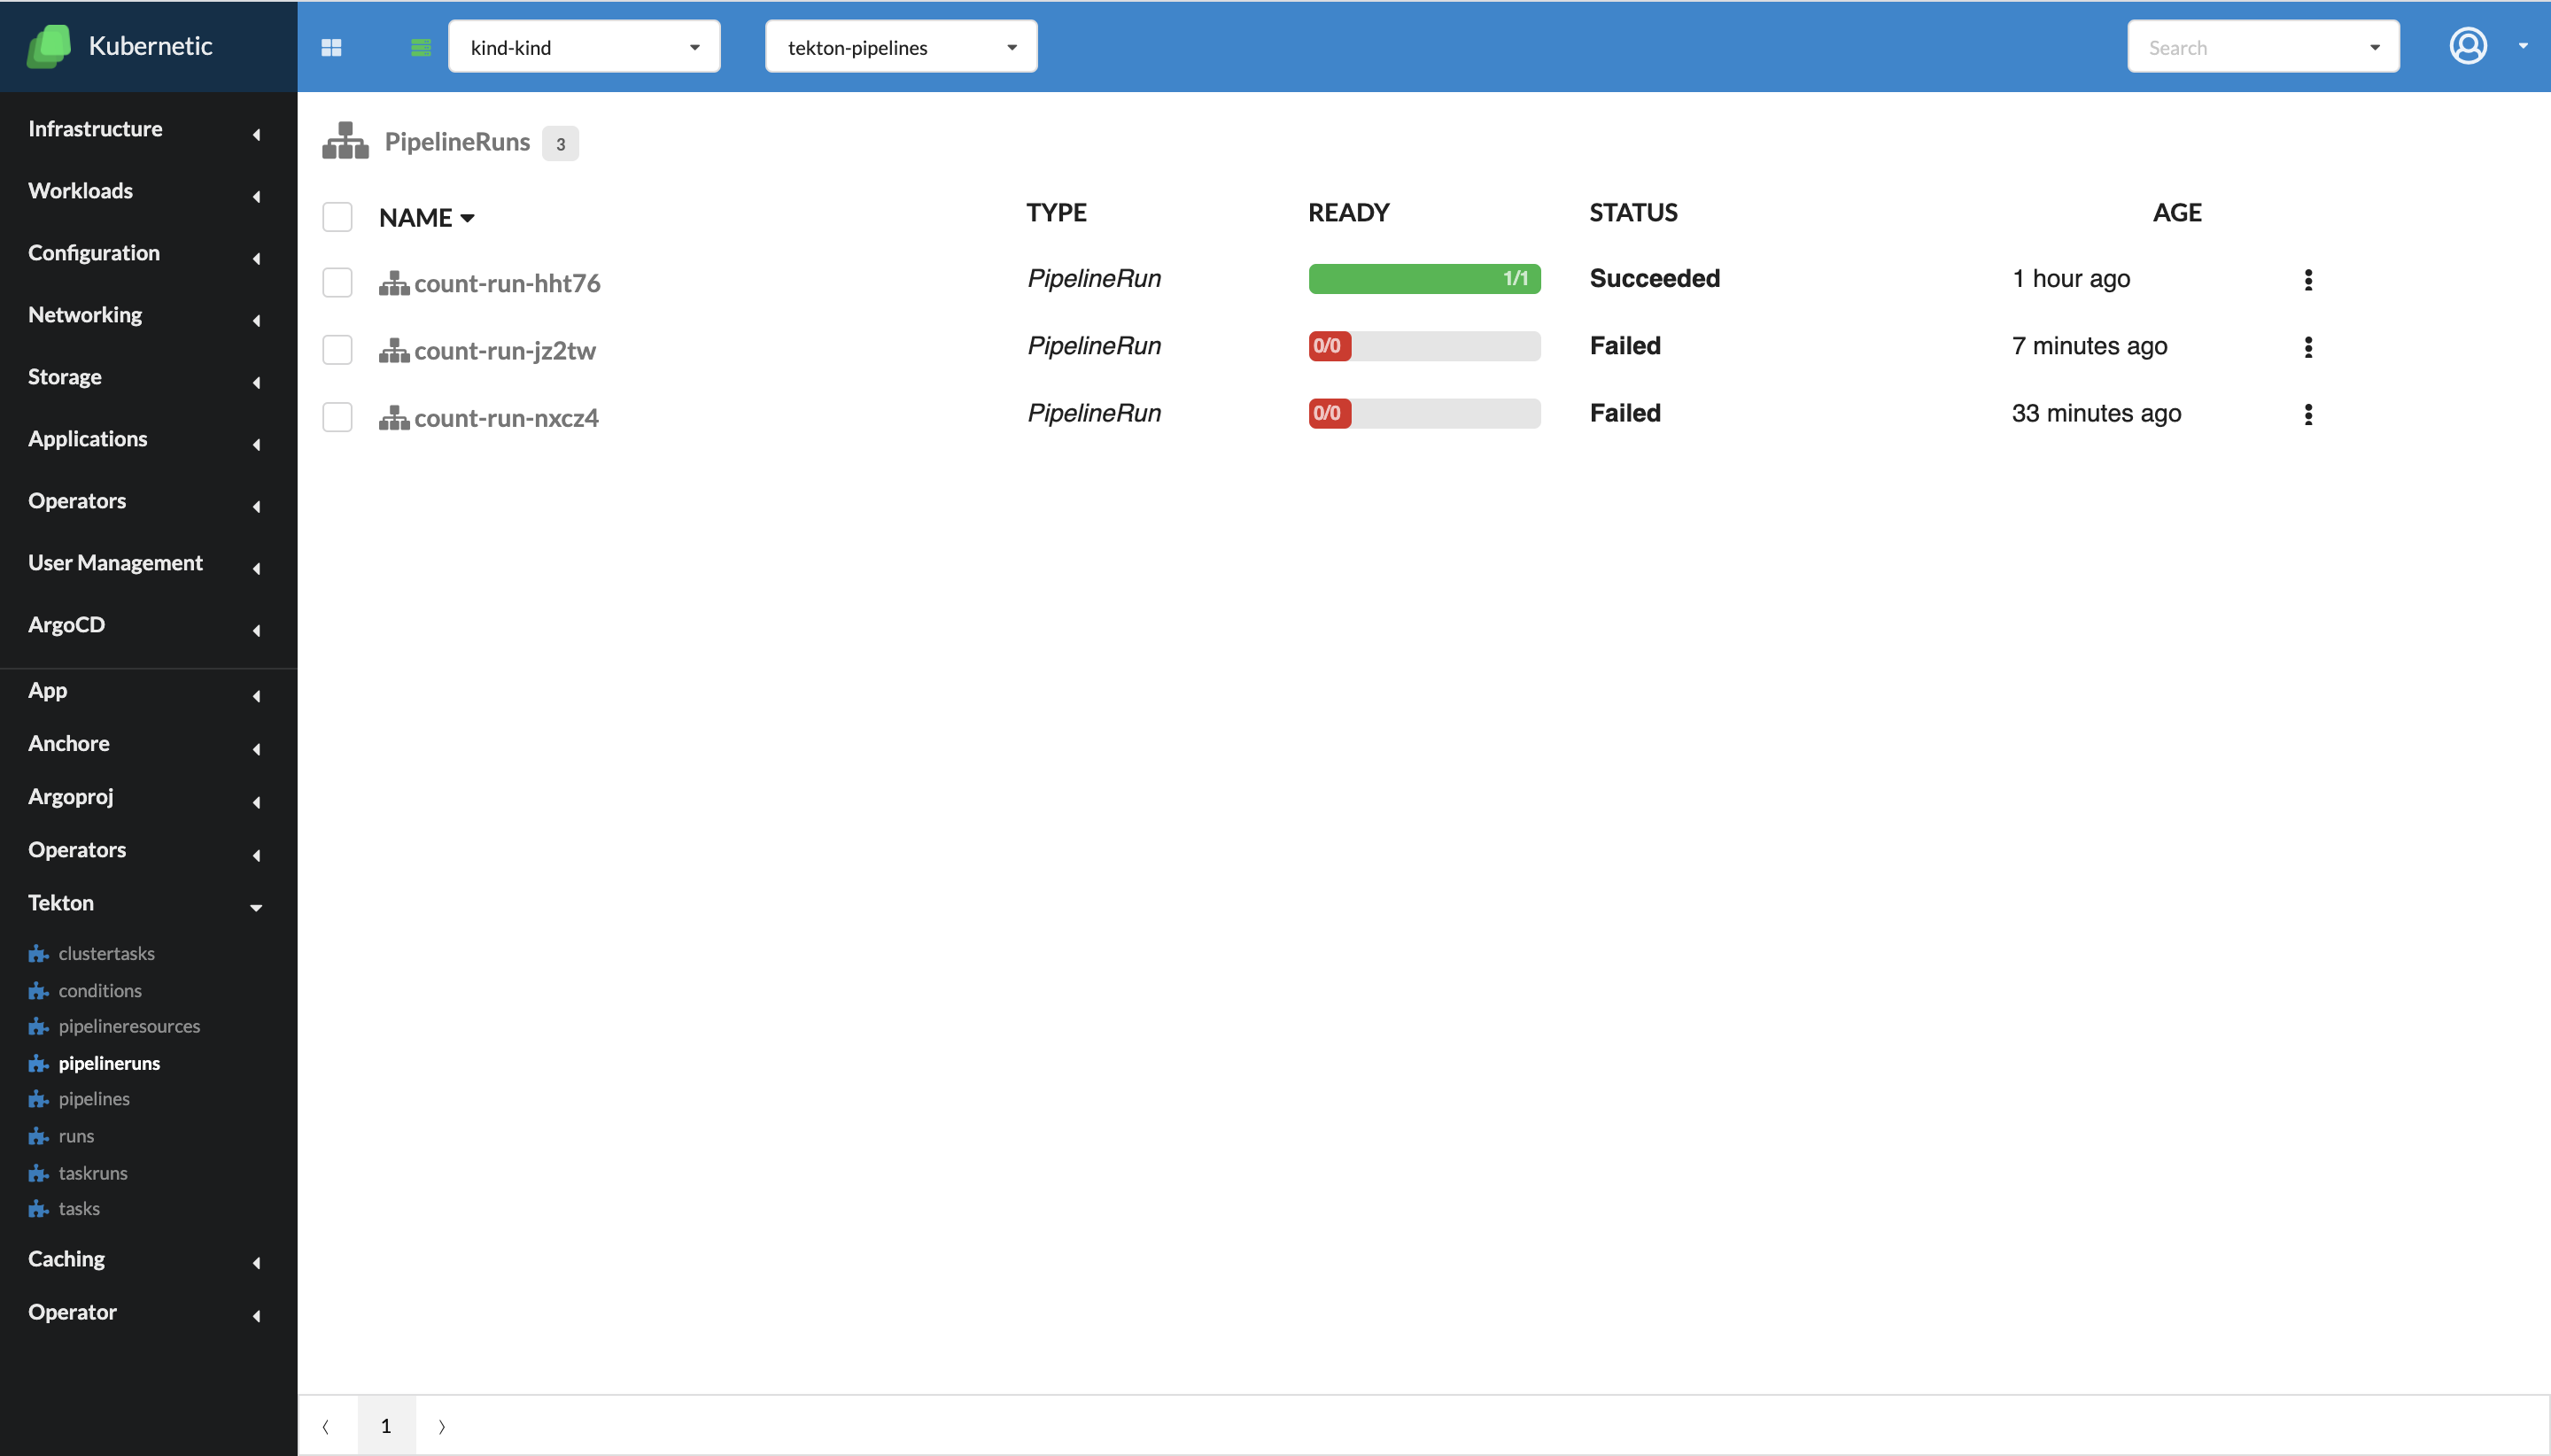 Kubernetic
kind-kind
tekton-pipelines
Search
Infrastructure
Workloads
Configuration
Networking
Storage
Applications
Operators
User Management
ArgoCD
App
Anchore
Argoproj
Operators
Tekton
clustertasks
conditions
pipelineresources
pipelineruns
pipelines
runs
taskruns
tasks
Caching
Operator
PipelineRuns 3
NAME TYPE READY STATUS AGE
count-run-hht76 PipelineRun 1/1 Succeeded 1 hour ago
count-run-jz2tw PipelineRun 0/0 Failed 7 minutes ago
count-run-nxcz4 PipelineRun 0/0 Failed 33 minutes ago
1